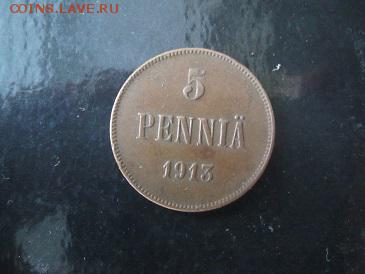 COINS.LAVE.RU
5
PENNIÄ
1913